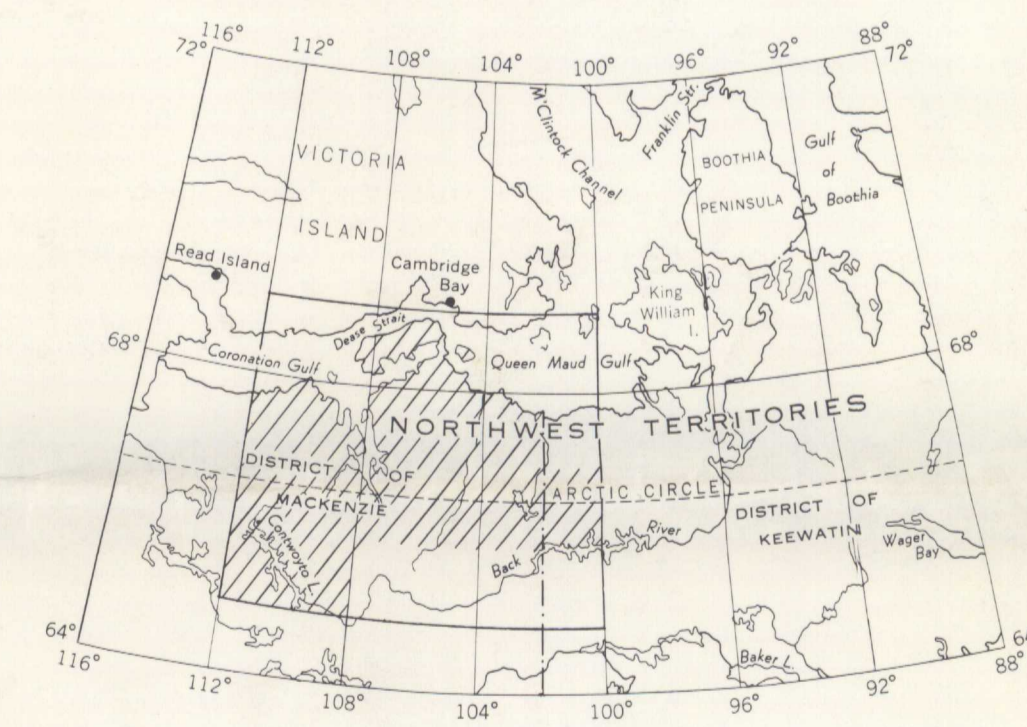 116° 112° 108° 104° 100° 96° 92° 88°
72° 72°
M'Clintock Channel
Franklin Str.
VICTORIA
ISLAND
BOOTHIA
PENINSULA
Gulf
of
Boothia
Read Island
Cambridge
Bay
King
William
I.
Dease Strait
68° 68°
Coronation Gulf
Queen Maud Gulf
NORTHWEST TERRITORIES
DISTRICT OF
MACKENZIE
ARCTIC CIRCLE
DISTRICT OF
KEEWATIN
Contwoyto L.
Back River
Wager
Bay
Baker L.
64°
116° 112° 108° 104° 100° 96° 92° 88°